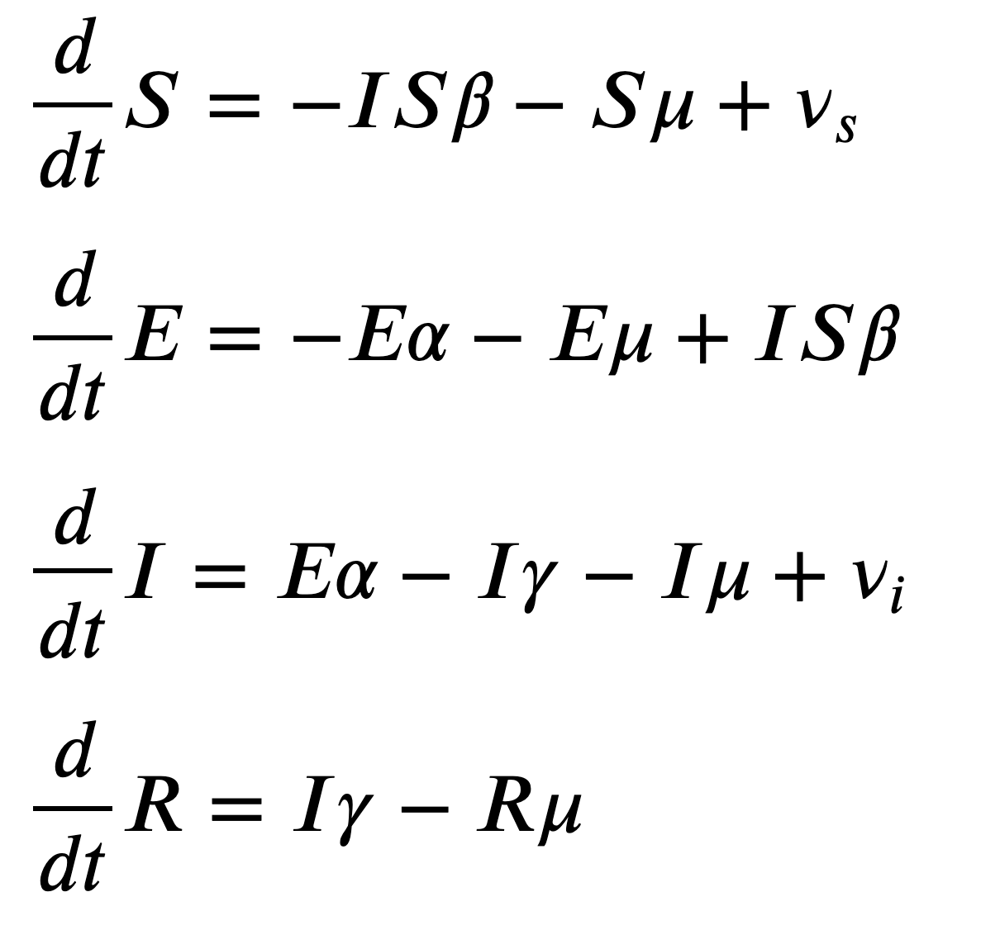 d/dt S = −ISβ − Sμ + ν_s
d/dt E = −Eα − Eμ + ISβ
d/dt I = Eα − Iγ − Iμ + ν_i
d/dt R = Iγ − Rμ